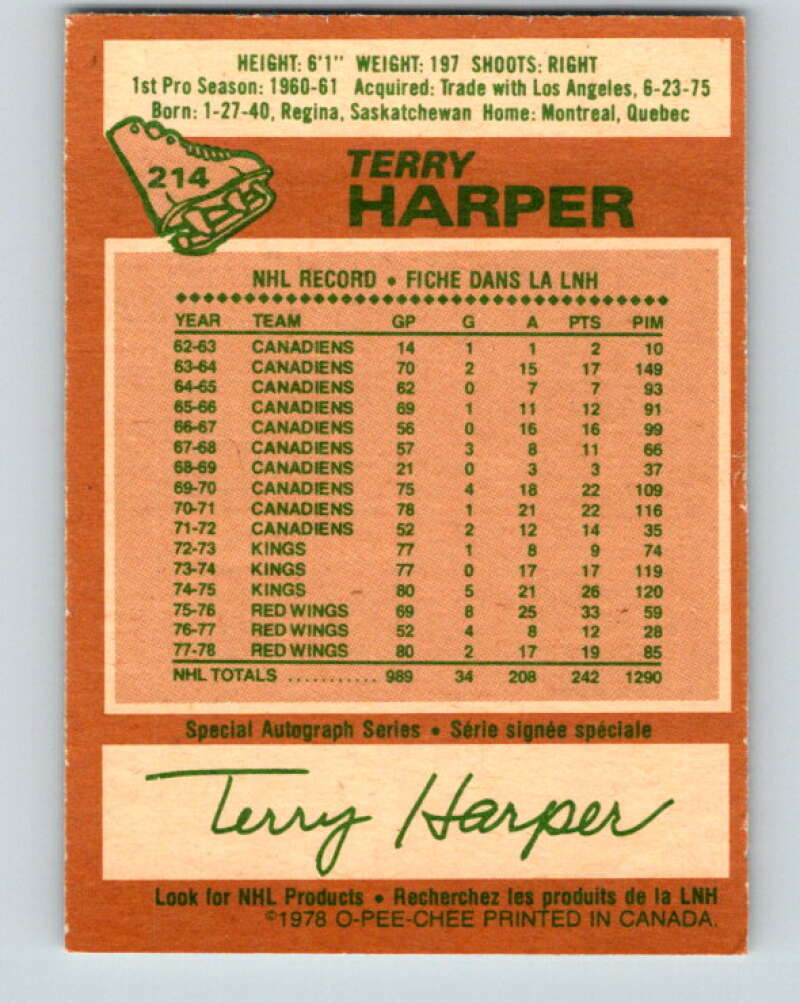 HEIGHT: 6'1" WEIGHT: 197 SHOOTS: RIGHT
1st Pro Season: 1960-61 Acquired: Trade with Los Angeles, 6-23-75
Born: 1-27-40, Regina, Saskatchewan Home: Montreal, Quebec
214
TERRY
HARPER
NHL RECORD • FICHE DANS LA LNH
YEAR TEAM GP G A PTS PIM
62-63 CANADIENS 14 1 1 2 10
63-64 CANADIENS 70 2 15 17 149
64-65 CANADIENS 62 0 7 7 93
65-66 CANADIENS 69 1 11 12 91
66-67 CANADIENS 56 0 16 16 99
67-68 CANADIENS 57 3 8 11 66
68-69 CANADIENS 21 0 3 3 37
69-70 CANADIENS 75 4 18 22 109
70-71 CANADIENS 78 1 21 22 116
71-72 CANADIENS 52 2 12 14 35
72-73 KINGS 77 1 8 9 74
73-74 KINGS 77 0 17 17 119
74-75 KINGS 80 5 21 26 120
75-76 RED WINGS 69 8 25 33 59
76-77 RED WINGS 52 4 8 12 28
77-78 RED WINGS 80 2 17 19 85
NHL TOTALS ........... 989 34 208 242 1290
Special Autograph Series • Série signée spéciale
Terry Harper
Look for NHL Products • Recherchez les produits de la LNH
©1978 O-PEE-CHEE PRINTED IN CANADA.